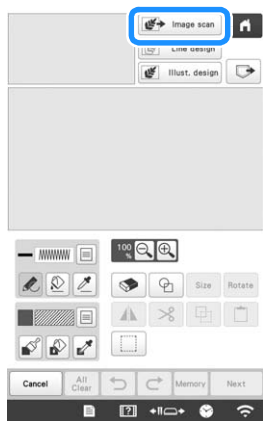 Image scan
Line design
Illust. design
100 %
Size Rotate
Cancel All Clear Memory Next
?